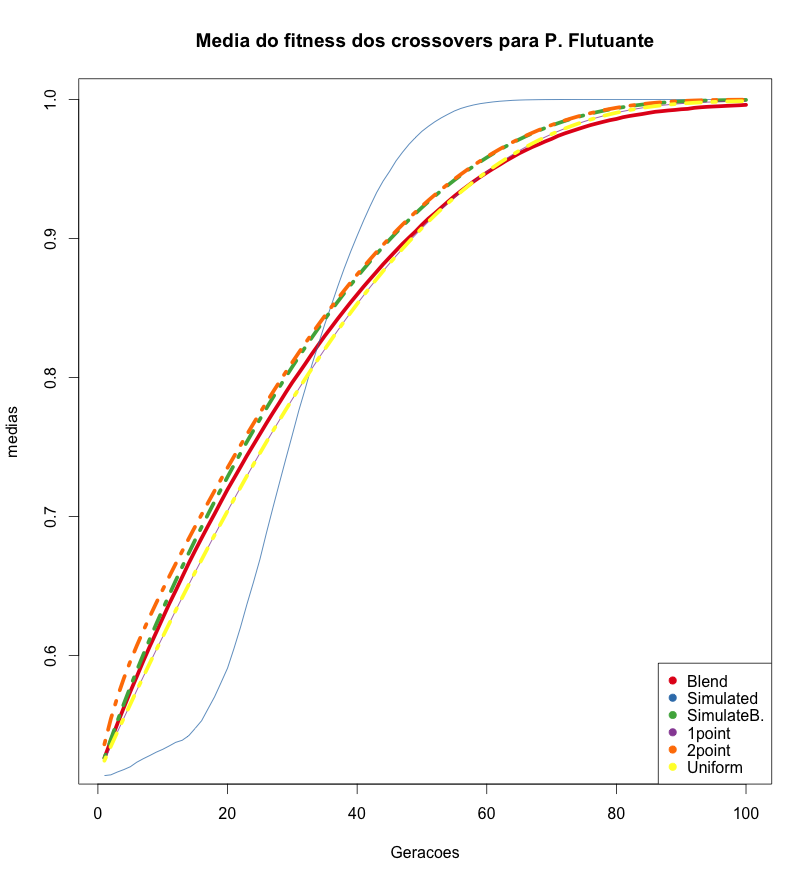 Media do fitness dos crossovers para P. Flutuante
medias
1.0
0.9
0.8
0.7
0.6
0
20
40
60
80
100
Geracoes
Blend
Simulated
SimulateB.
1point
2point
Uniform